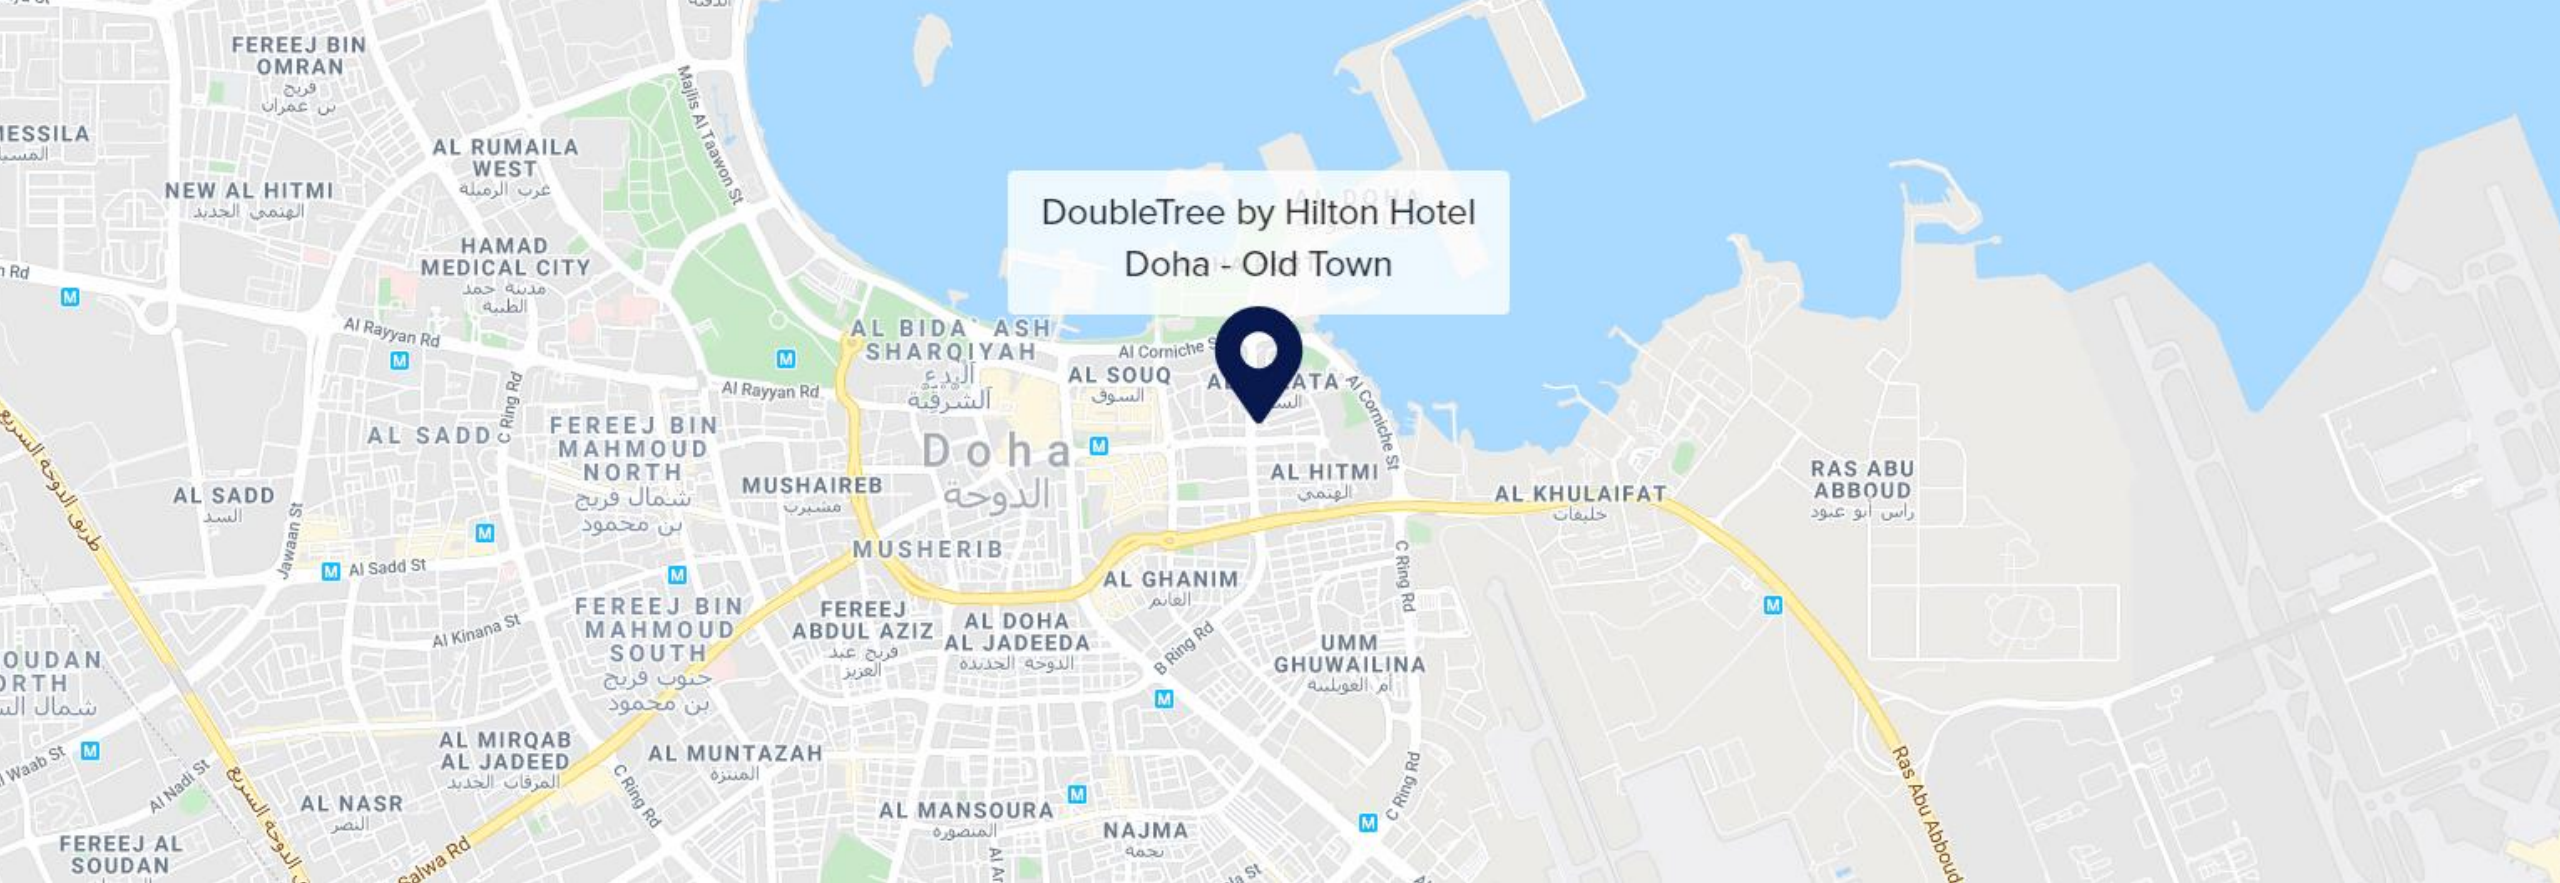 FEREEJ BIN
OMRAN
فريج
بن عمران
AL RUMAILA
WEST
غرب الرميلة
NEW AL HITMI
الهتمي الجديد
HAMAD
MEDICAL CITY
مدينة حمد
الطبية
Majlis Al Taawon St
DoubleTree by Hilton Hotel
Doha - Old Town
Rd
M
Al Rayyan Rd
M
M
Al Rayyan Rd
AL BIDA' ASH
SHARQIYAH
البدع
الشرقية
Al Corniche
AL SOUQ
السوق
Al Corniche St
C Ring Rd
AL SADD
FEREEJ BIN
MAHMOUD
NORTH
شمال فريج
بن محمود
Doha
الدوحة
M
AL HITMI
الهتمي
MUSHAIREB
مشيرب
AL SADD
السد
Jawaan St
M
AL KHULAIFAT
خليفات
RAS ABU
ABBOUD
راس أبو عبود
طريق الدوحة السريع
MUSHERIB
M
Al Sadd St
M
AL GHANIM
الغانم
C Ring Rd
M
FEREEJ BIN
MAHMOUD
SOUTH
جنوب فريج
بن محمود
Al Kinana St
FEREEJ
ABDUL AZIZ
فريج عبد
العزيز
AL DOHA
AL JADEEDA
الدوحة الجديدة
B Ring Rd
M
UMM
GHUWAILINA
أم الغويلينة
M
Waab St
Al Nadi St
AL MIRQAB
AL JADEED
المرقاب الجديد
AL MUNTAZAH
المنتزه
C Ring Rd
AL NASR
النصر
AL MANSOURA
المنصورة
M
NAJMA
نجمة
M
C Ring Rd
Ras Abu Abboud
FEREEJ AL
SOUDAN
Salwa Rd